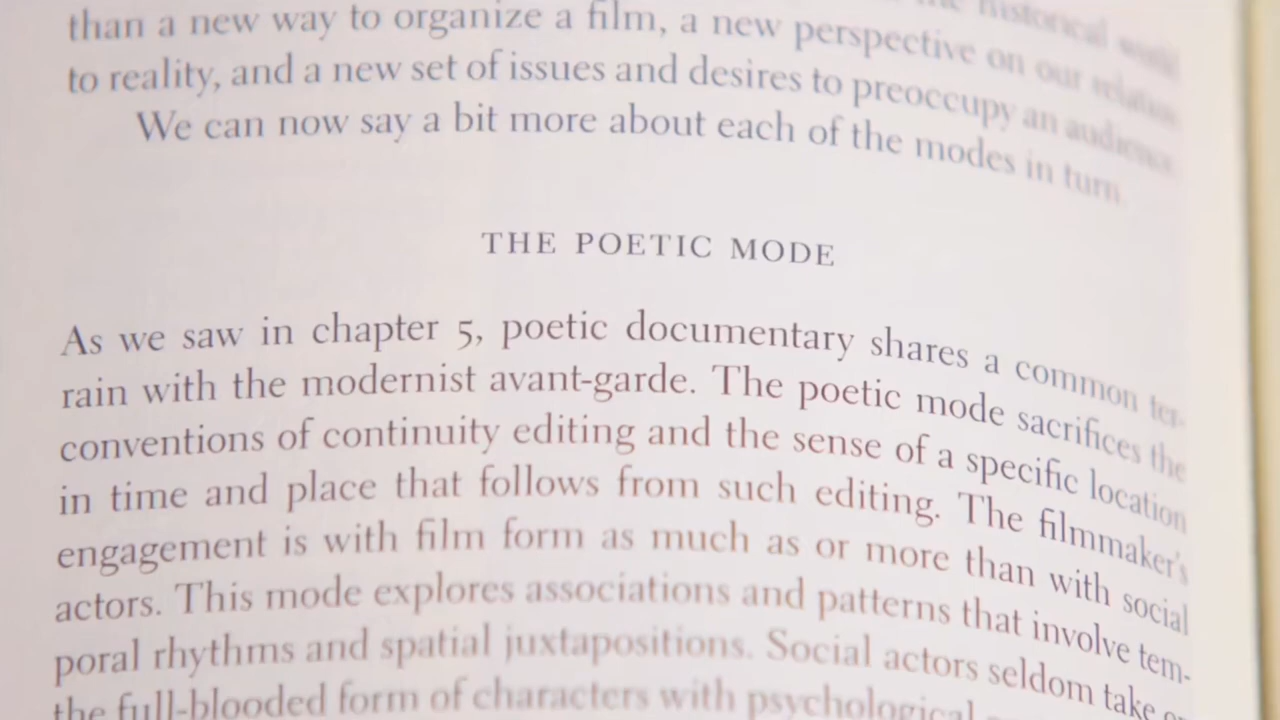 historical world
than a new way to organize a film, a new perspective on our relation
to reality, and a new set of issues and desires to preoccupy an audience.
We can now say a bit more about each of the modes in turn.
THE POETIC MODE
As we saw in chapter 5, poetic documentary shares a common ter-
rain with the modernist avant-garde. The poetic mode sacrifices the
conventions of continuity editing and the sense of a specific location
in time and place that follows from such editing. The filmmaker's
engagement is with film form as much as or more than with social
actors. This mode explores associations and patterns that involve tem-
poral rhythms and spatial juxtapositions. Social actors seldom take
the full-blooded form of characters with psychological